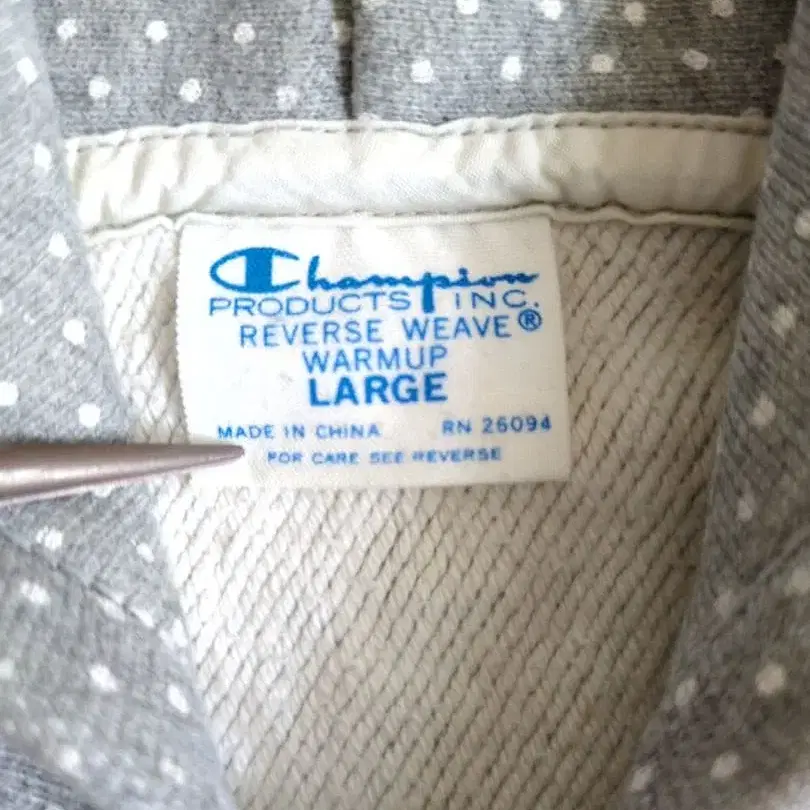 Champion
PRODUCTS INC.
REVERSE WEAVE®
WARMUP
LARGE
MADE IN CHINA RN 26094
FOR CARE SEE REVERSE